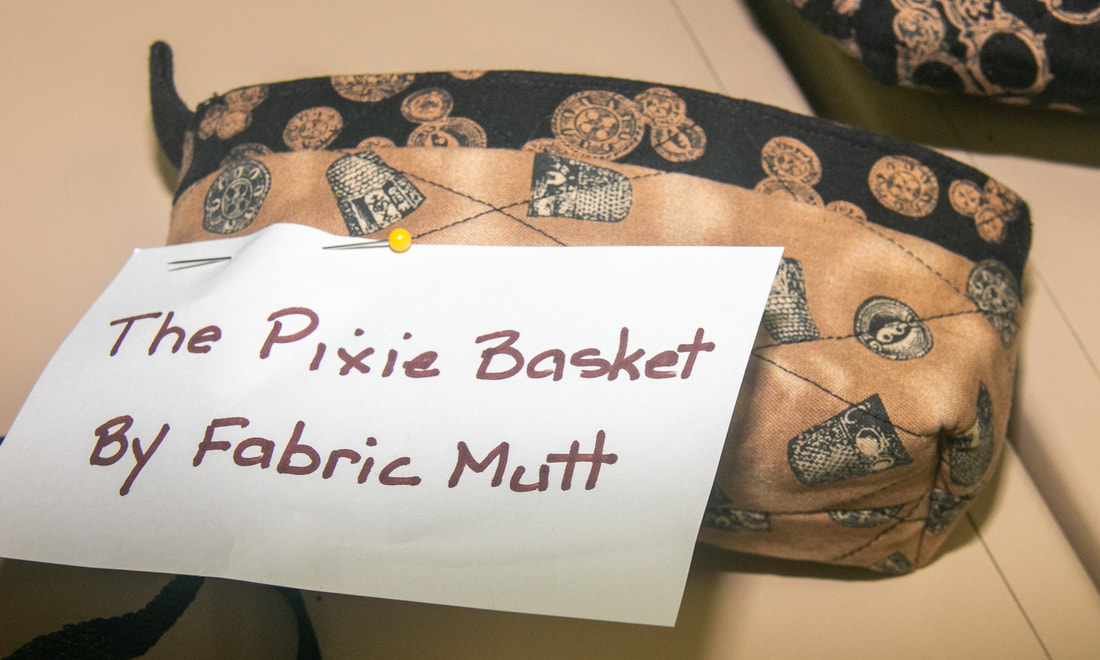 The Pixie Basket
By Fabric Mutt